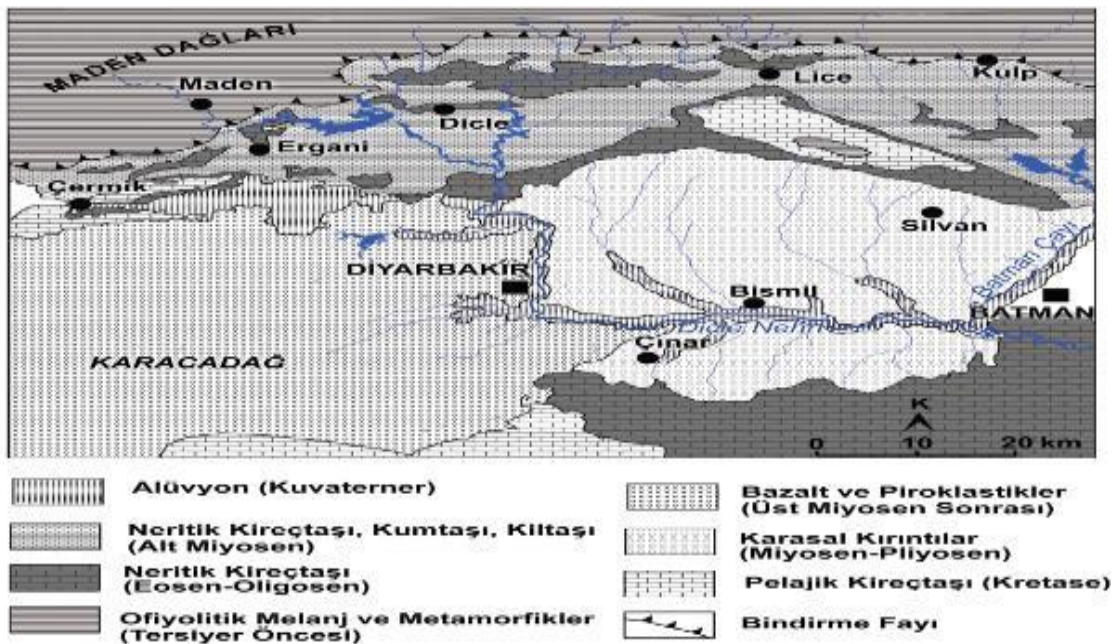 MADEN DAĞLARI
Maden
Ergani
Dicle
Lice
Kulp
Çermik
Silvan
DİYARBAKIR
Bismil
Batman Çayı
BATMAN
Dicle Nehri
Çınar
KARACADAĞ
K
0 10 20 km
Alüvyon (Kuvaterner)
Neritik Kireçtaşı, Kumtaşı, Kiltaşı
(Alt Miyosen)
Neritik Kireçtaşı
(Eosen-Oligosen)
Ofiyolitik Melanj ve Metamorfikler
(Tersiyer Öncesi)
Bazalt ve Piroklastikler
(Üst Miyosen Sonrası)
Karasal Kırıntılar
(Miyosen-Pliyosen)
Pelajik Kireçtaşı (Kretase)
Bindirme Fayı